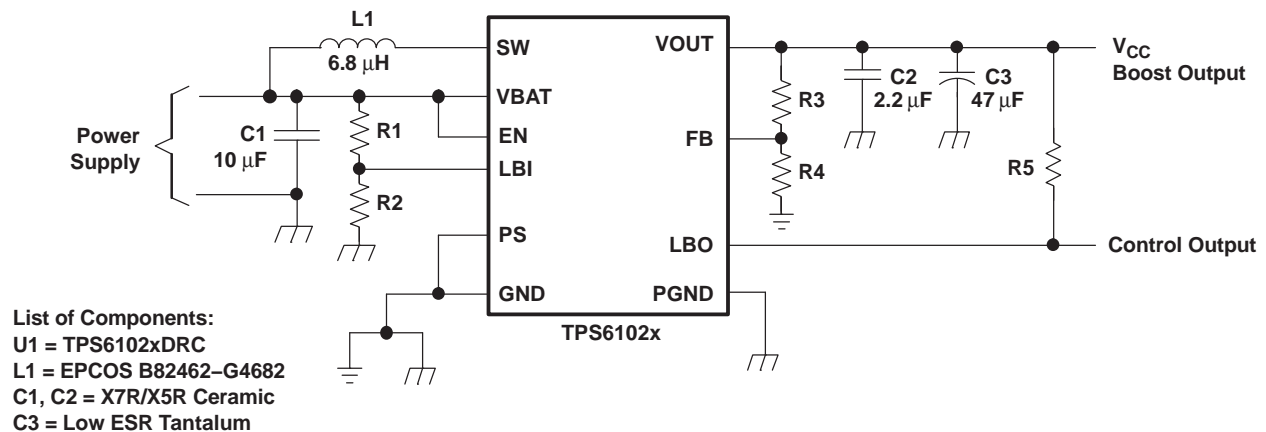 L1
6.8 μH
SW
VOUT
VCC
Boost Output
C2
2.2 μF
C3
47 μF
VBAT
R3
Power
Supply
C1
10 μF
R1
EN
FB
LBI
R4
R5
R2
PS
LBO
Control Output
GND
PGND
TPS6102x
List of Components:
U1 = TPS6102xDRC
L1 = EPCOS B82462–G4682
C1, C2 = X7R/X5R Ceramic
C3 = Low ESR Tantalum